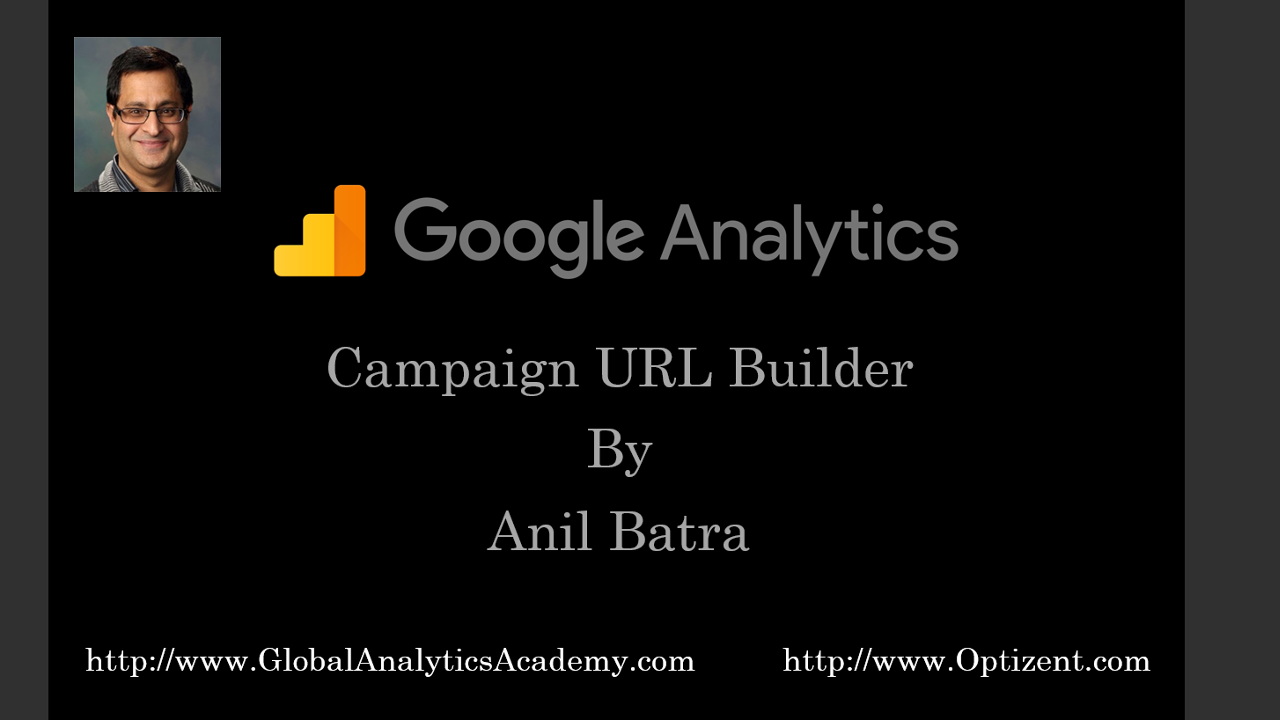 Google Analytics
Campaign URL Builder
By
Anil Batra
http://www.GlobalAnalyticsAcademy.com
http://www.Optizent.com